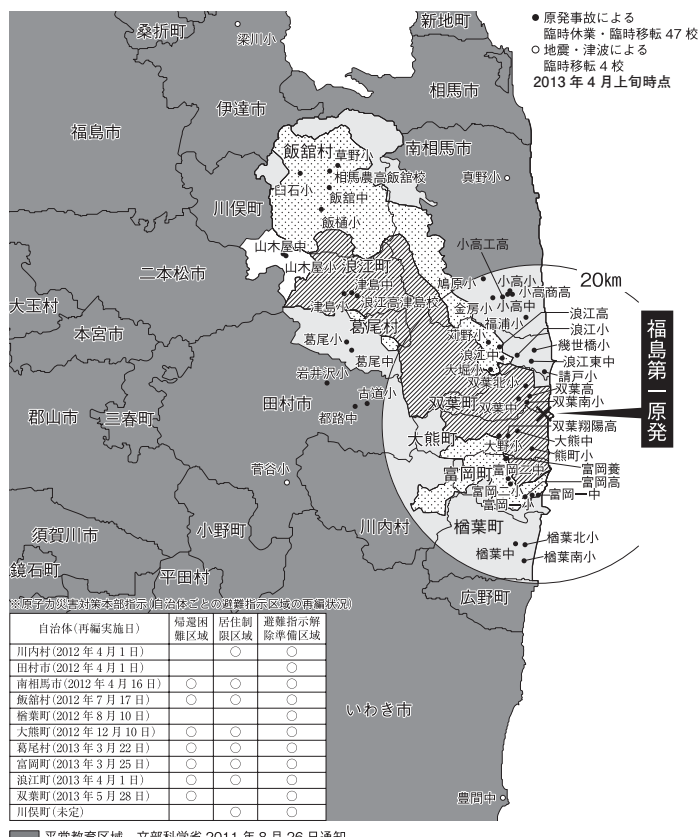 ● 原発事故による
臨時休業・臨時移転 47 校
○ 地震・津波による
臨時移転 4 校
2013 年 4 月上旬時点
新地町
桑折町
梁川小
相馬市
伊達市
福島市
飯舘村
草野小
南相馬市
相馬農高飯舘校
真野小
臼石小
飯舘中
川俣町
飯樋小
小高工高
山木屋中
二本松市
山木屋小
浪江町
20km
鳩原小
小高小
小高商高
津島中
大玉村
津島小
浪江高津島校
金房小
小高中
浪江高
葛尾村
福浦小
浪江小
本宮市
苅野小
幾世橋小
葛尾小
浪江中
浪江東中
葛尾中
大堀小
請戸小
岩井沢小
双葉北小
双葉高
田村市
古道小
双葉町
双葉中
双葉南小
福島第一原発
郡山市
三春町
都路中
双葉翔陽高
大熊町
大野小
大熊中
熊町小
菅谷小
富岡町
富岡二中
富岡養
富岡高
富岡二小
富岡一中
富岡一小
須賀川市
小野町
川内村
楢葉町
楢葉北小
楢葉中
楢葉南小
鏡石町
平田村
広野町
※原子力災害対策本部指示(自治体ごとの避難指示区域の再編状況)
自治体(再編実施日) 帰還困難区域 居住制限区域 避難指示解除準備区域
川内村(2012 年 4 月 1 日) ○ ○
田村市(2012 年 4 月 1 日) ○
南相馬市(2012 年 4 月 16 日) ○ ○ ○
飯舘村(2012 年 7 月 17 日) ○ ○ ○
楢葉町(2012 年 8 月 10 日) ○
大熊町(2012 年 12 月 10 日) ○ ○ ○
葛尾村(2013 年 3 月 22 日) ○ ○ ○
富岡町(2013 年 3 月 25 日) ○ ○ ○
浪江町(2013 年 4 月 1 日) ○ ○ ○
双葉町(2013 年 5 月 28 日) ○ ○
川俣町(未定) ○ ○
いわき市
豊間中
平常教育区域 文部科学省 2011 年 8 月 26 日通知